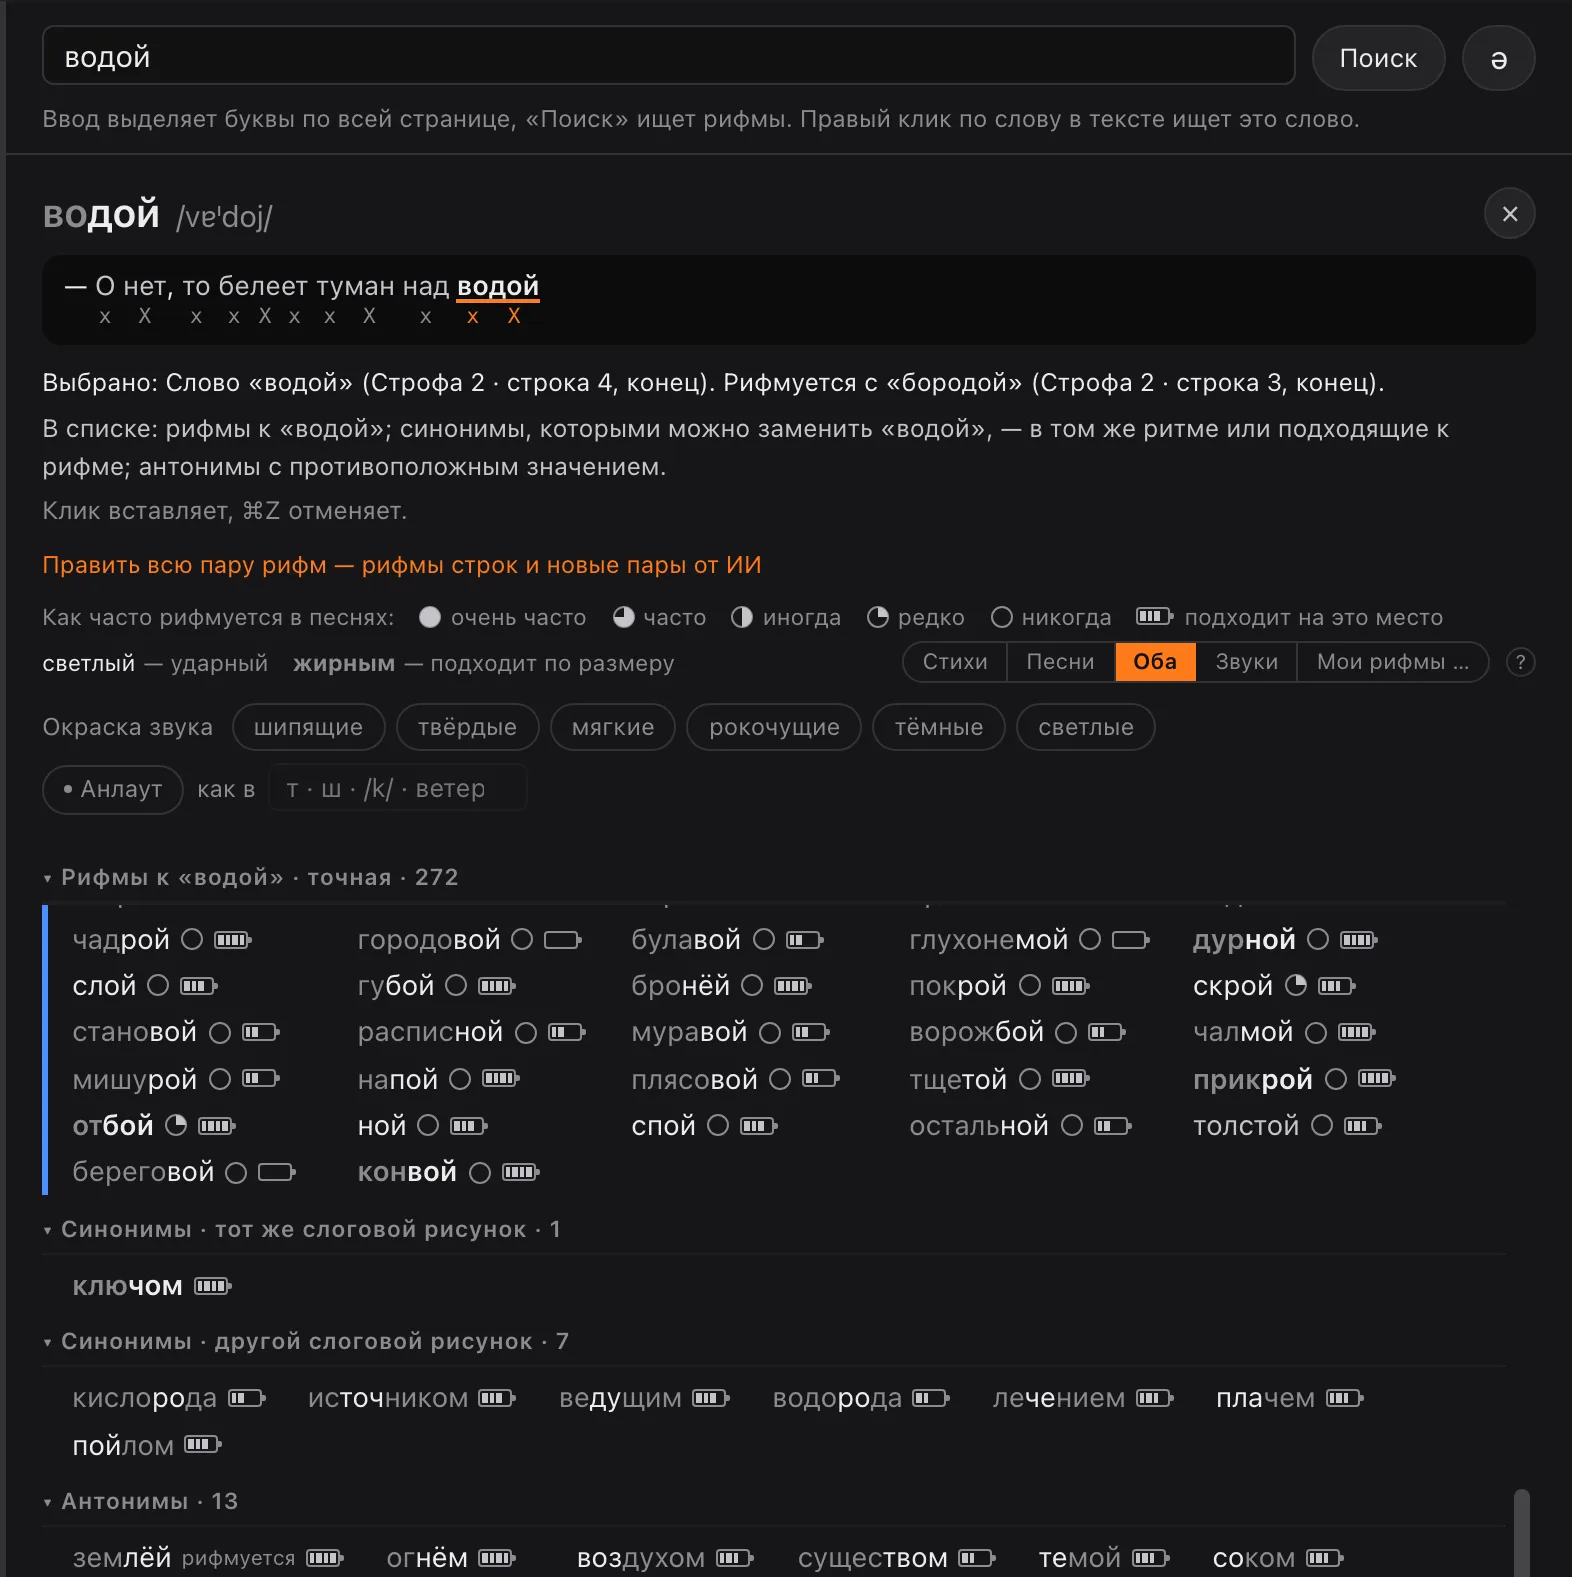 водой Поиск ə
Ввод выделяет буквы по всей странице, «Поиск» ищет рифмы. Правый клик по слову в тексте ищет это слово.
водой /vɐˈdoj/ ×
— О нет, то белеет туман над водой
x X x x X x x X x x X
Выбрано: Слово «водой» (Строфа 2 · строка 4, конец). Рифмуется с «бородой» (Строфа 2 · строка 3, конец).
В списке: рифмы к «водой»; синонимы, которыми можно заменить «водой», — в том же ритме или подходящие к
рифме; антонимы с противоположным значением.
Клик вставляет, ⌘Z отменяет.
Править всю пару рифм — рифмы строк и новые пары от ИИ
Как часто рифмуется в песнях: очень часто часто иногда редко никогда подходит на это место
светлый — ударный жирным — подходит по размеру Стихи Песни Оба Звуки Мои рифмы ... ?
Окраска звука шипящие твёрдые мягкие рокочущие тёмные светлые
• Анлаут как в т · ш · /k/ · ветер
▾ Рифмы к «водой» · точная · 272
чадрой городовой булавой глухонемой дурной
слой губой бронёй покрой скрой
становой расписной муравой ворожбой чалмой
мишурой напой плясовой тщетой прикрой
отбой ной спой остальной толстой
береговой конвой
▾ Синонимы · тот же слоговой рисунок · 1
ключом
▾ Синонимы · другой слоговой рисунок · 7
кислорода источником ведущим водорода лечением плачем
пойлом
▾ Антонимы · 13
землёй рифмуется огнём воздухом существом темой соком